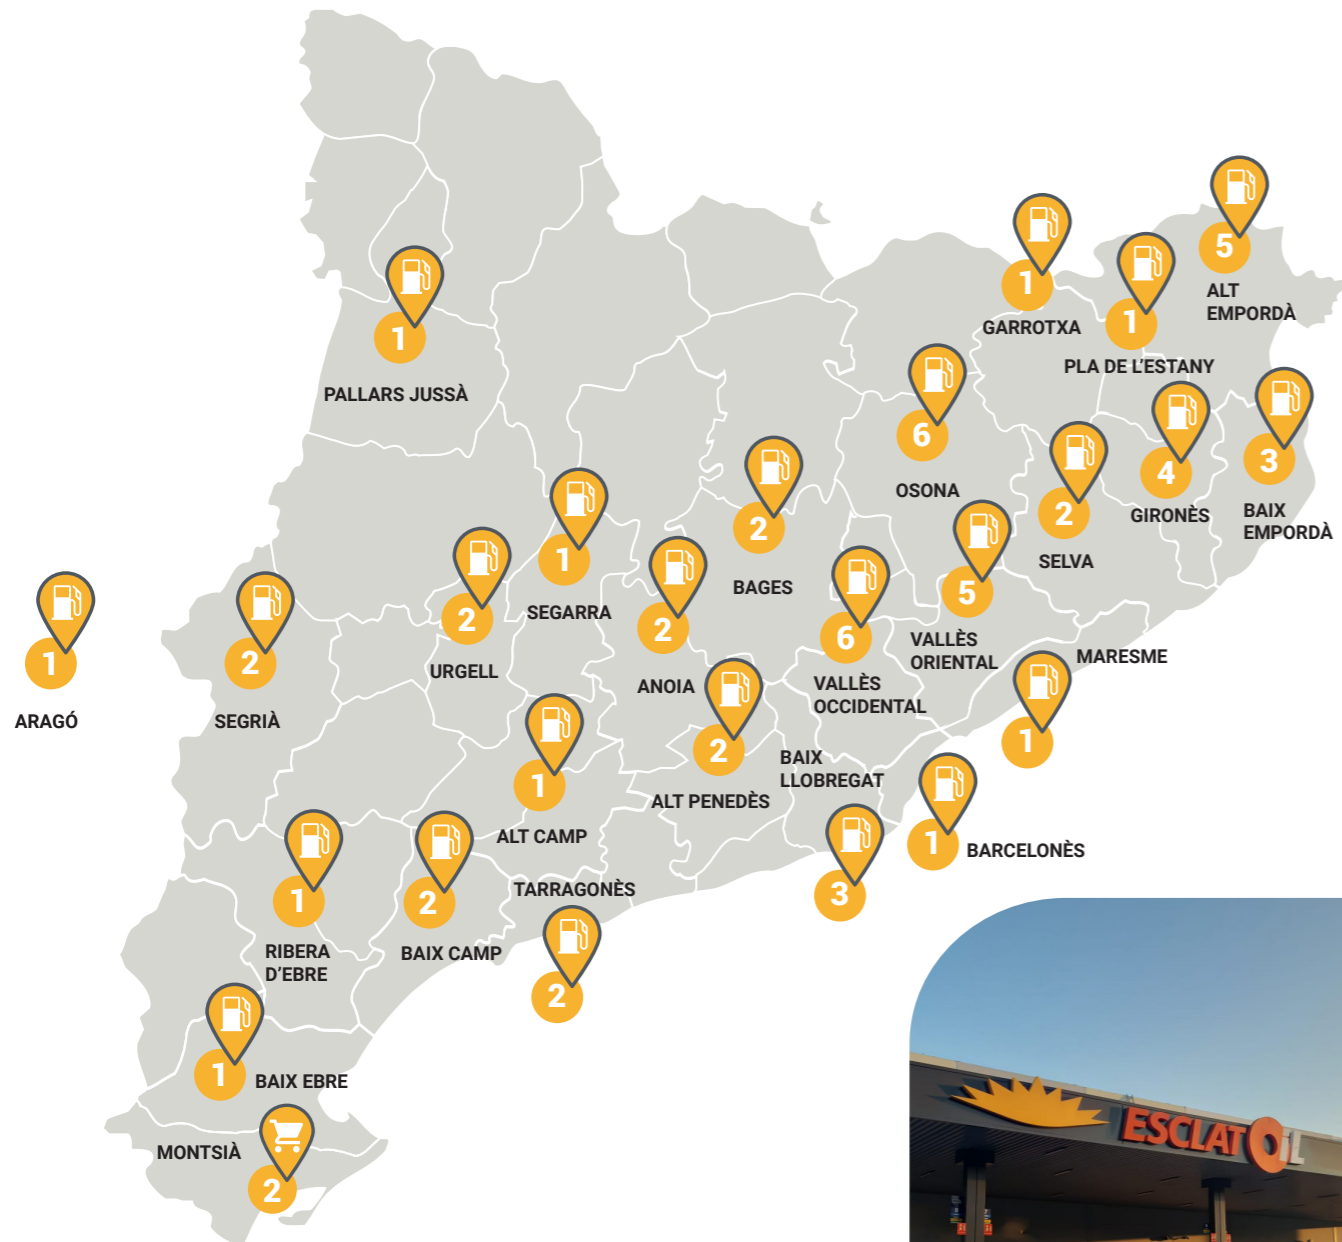 5
ALT
EMPORDÀ
1
GARROTXA
1
PLA DE L'ESTANY
1
PALLARS JUSSÀ
6
OSONA
4
GIRONÈS
3
BAIX
EMPORDÀ
2
SELVA
2
BAGES
1
SEGARRA
2
URGELL
2
ANOIA
6
VALLÈS
OCCIDENTAL
5
VALLÈS
ORIENTAL
MARESME
1
1
ARAGÓ
2
SEGRIÀ
2
ALT PENEDÈS
BAIX
LLOBREGAT
3
1
BARCELONÈS
1
ALT CAMP
1
RIBERA
D'EBRE
2
BAIX CAMP
TARRAGONÈS
2
1
BAIX EBRE
MONTSIÀ
2
ESCLATOIL